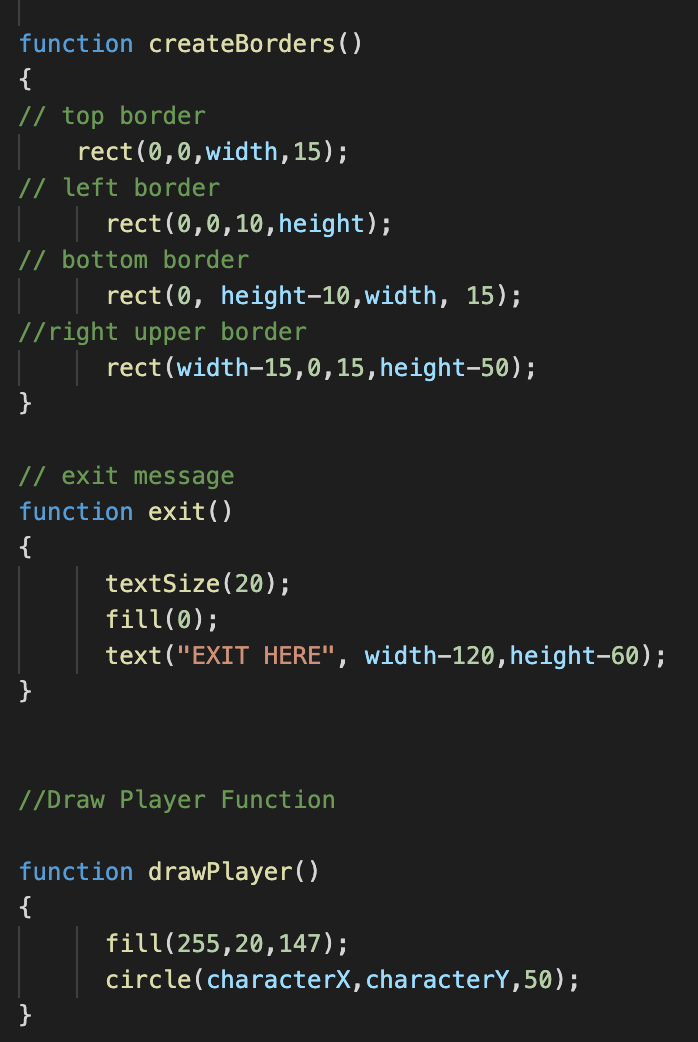 function createBorders()
{
// top border
    rect(0,0,width,15);
// left border
      rect(0,0,10,height);
// bottom border
      rect(0, height-10,width, 15);
//right upper border
      rect(width-15,0,15,height-50);
}

// exit message
function exit()
{
      textSize(20);
      fill(0);
      text("EXIT HERE", width-120,height-60);
}


//Draw Player Function

function drawPlayer()
{
      fill(255,20,147);
      circle(characterX,characterY,50);
}